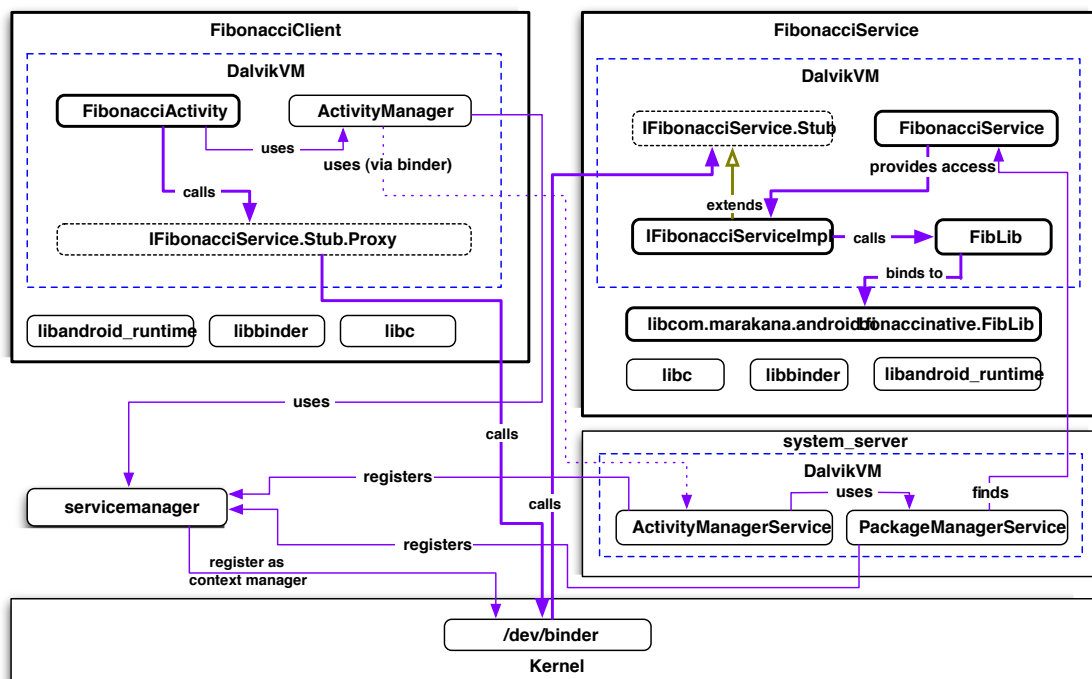 FibonacciClient
DalvikVM
FibonacciActivity
ActivityManager
uses
uses (via binder)
calls
IFibonacciService.Stub.Proxy
libandroid_runtime
libbinder
libc
FibonacciService
DalvikVM
IFibonacciService.Stub
FibonacciService
provides access
extends
IFibonacciServiceImpl
calls
FibLib
binds to
libcom.marakana.android.fibonaccinative.FibLib
libc
libbinder
libandroid_runtime
uses
calls
system_server
DalvikVM
registers
uses
finds
servicemanager
calls
ActivityManagerService
PackageManagerService
registers
register as
context manager
/dev/binder
Kernel